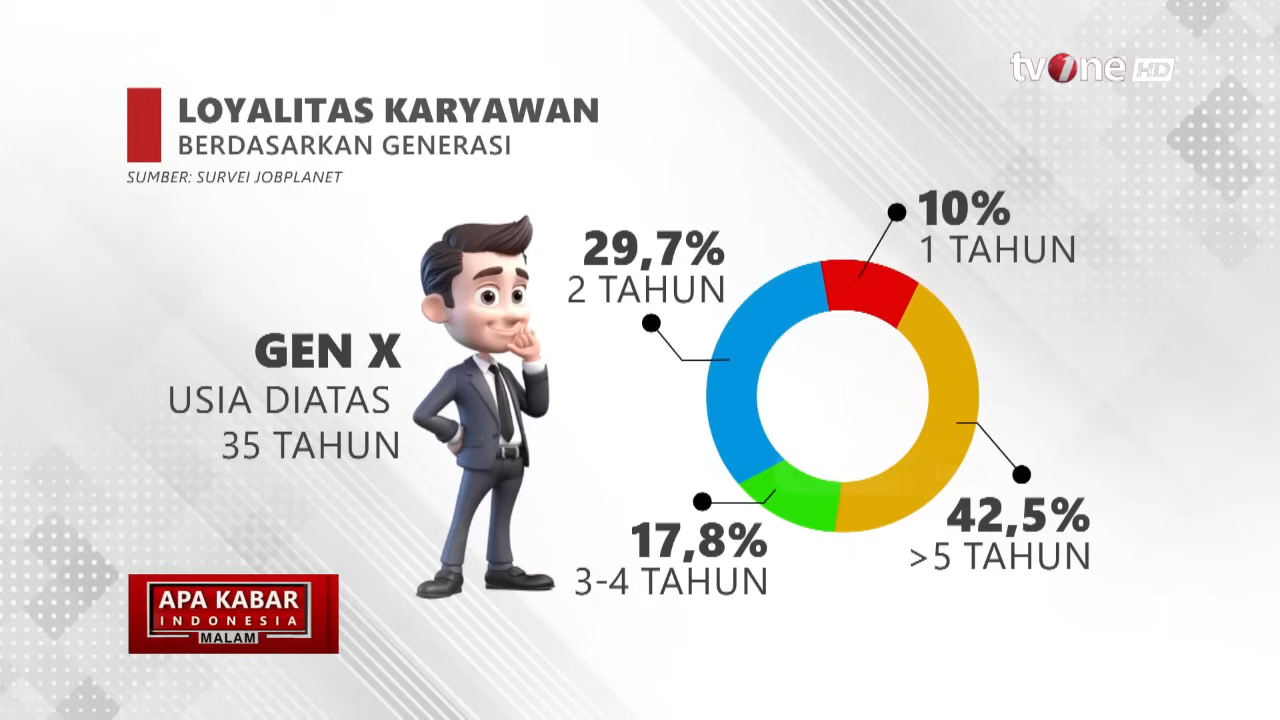 tvOne HD
LOYALITAS KARYAWAN
BERDASARKAN GENERASI
SUMBER: SURVEI JOBPLANET
GEN X
USIA DIATAS
35 TAHUN
29,7%
2 TAHUN
10%
1 TAHUN
17,8%
3-4 TAHUN
42,5%
>5 TAHUN
APA KABAR
INDONESIA
MALAM